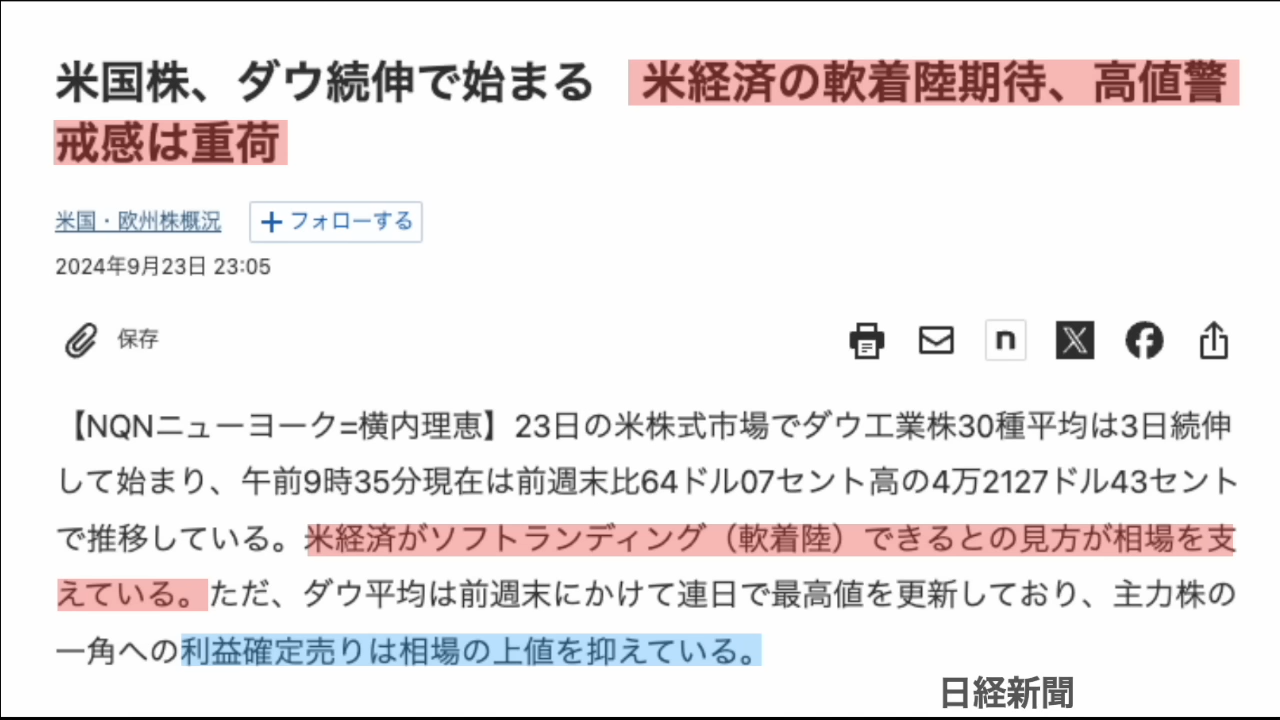 米国株、ダウ続伸で始まる 米経済の軟着陸期待、高値警
戒感は重荷
米国・欧州株概況
+ フォローする
2024年9月23日 23:05
保存
【NQNニューヨーク=横内理恵】23日の米株式市場でダウ工業株30種平均は3日続伸
して始まり、午前9時35分現在は前週末比64ドル07セント高の4万2127ドル43セント
で推移している。米経済がソフトランディング（軟着陸）できるとの見方が相場を支
えている。ただ、ダウ平均は前週末にかけて連日で最高値を更新しており、主力株の
一角への利益確定売りは相場の上値を抑えている。
日経新聞